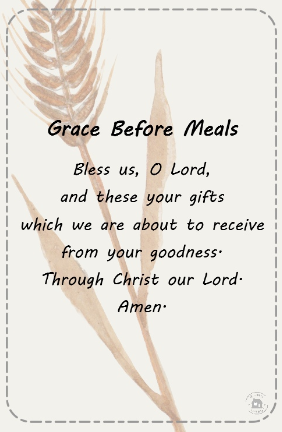 Grace Before Meals
Bless us, O Lord,
and these your gifts
which we are about to receive
from your goodness.
Through Christ our Lord.
Amen.